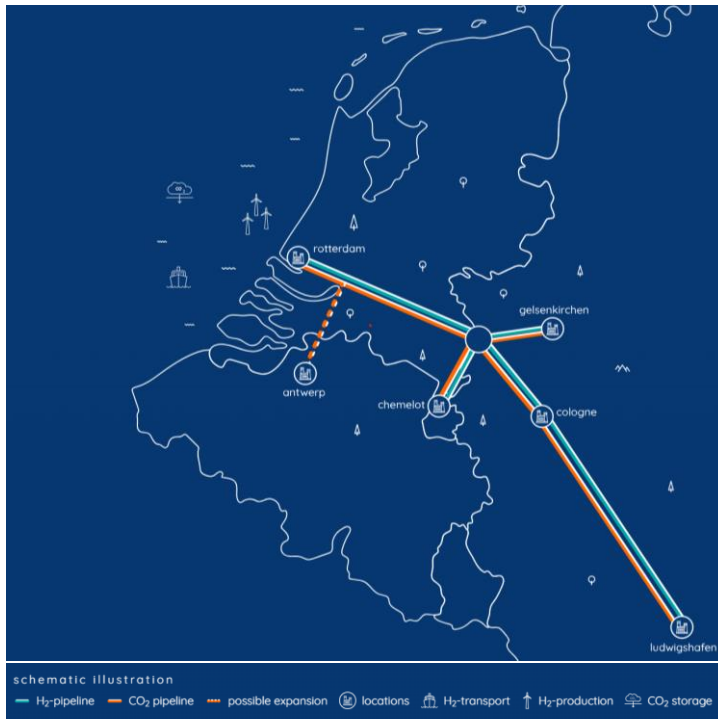 rotterdam
gelsenkirchen
antwerp
chemelot
cologne
ludwigshafen
schematic illustration
H₂-pipeline CO₂ pipeline possible expansion locations H₂-transport H₂-production CO₂ storage